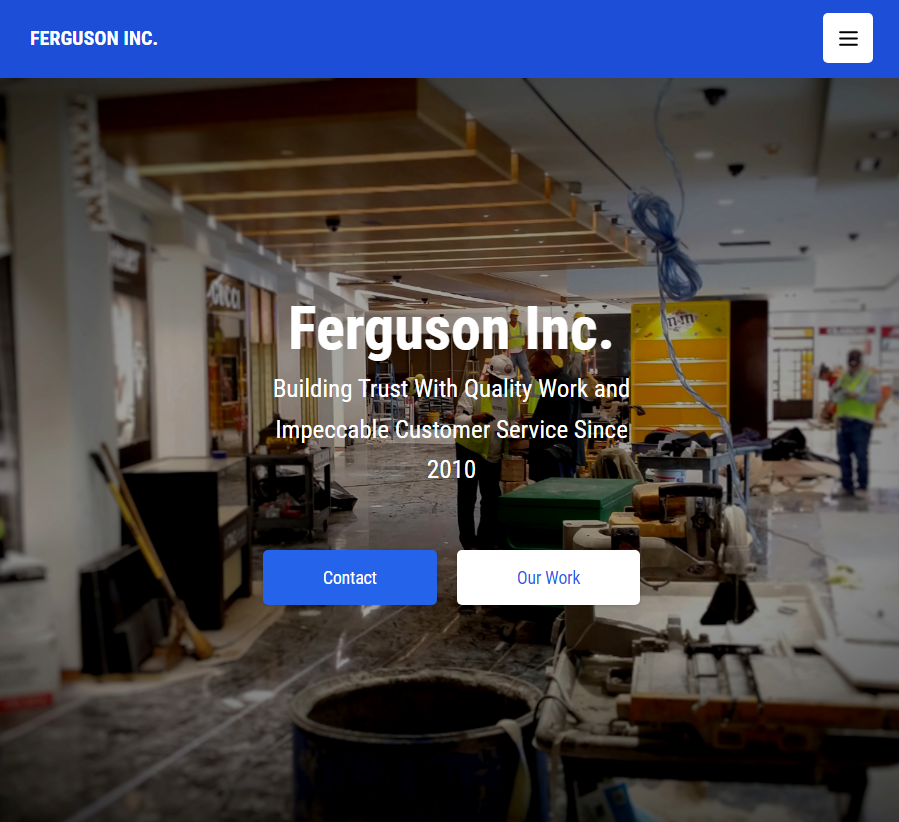 FERGUSON INC.
Ferguson Inc.
Building Trust With Quality Work and
Impeccable Customer Service Since
2010
Contact
Our Work